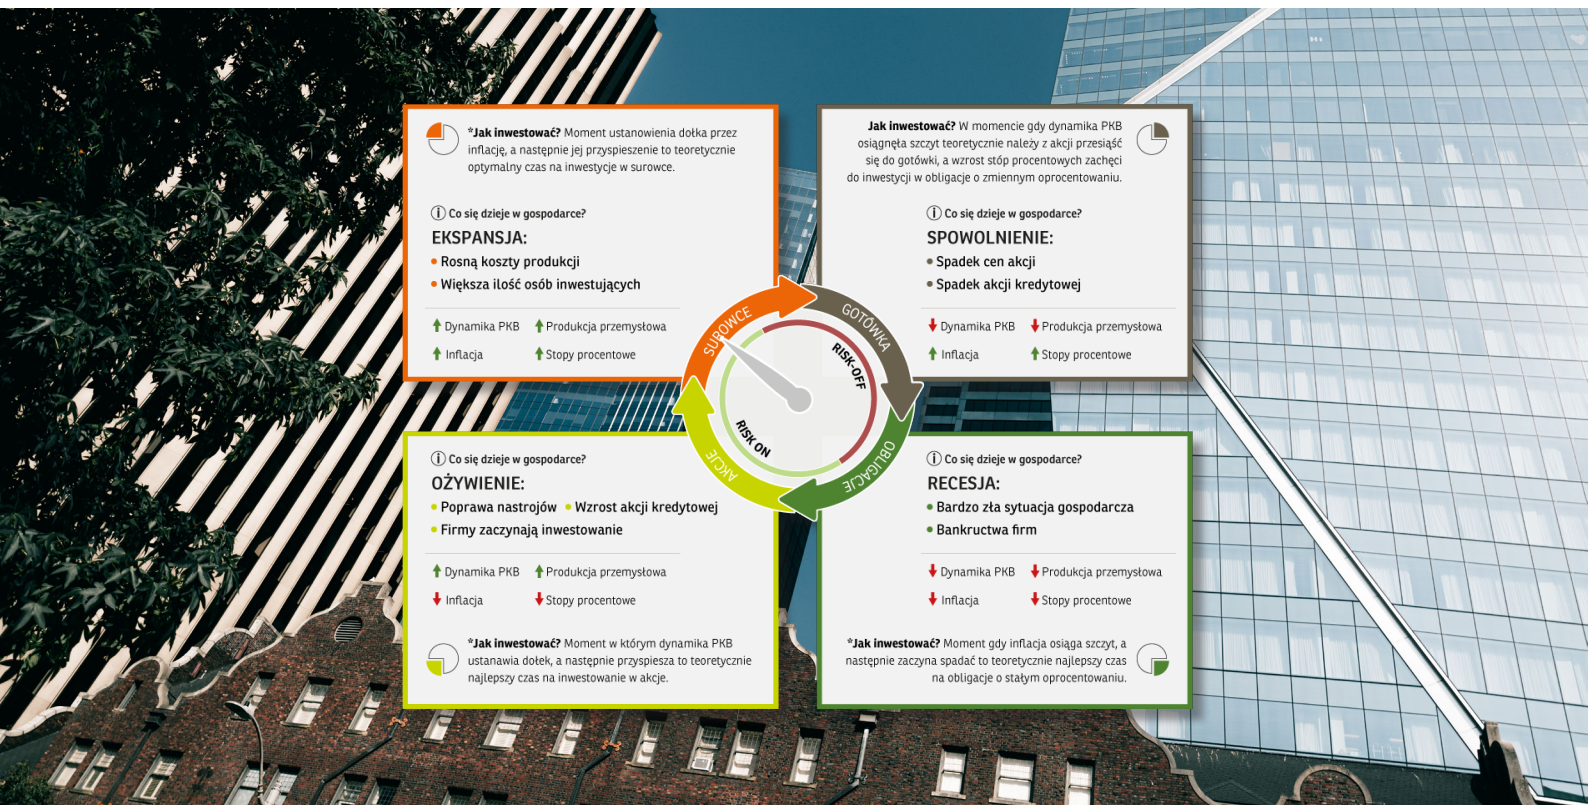 *Jak inwestować? Moment ustanowienia dołka przez
inflację, a następnie jej przyspieszenie to teoretycznie
optymalny czas na inwestycje w surowce.
Co się dzieje w gospodarce?
EKSPANSJA:
• Rosną koszty produkcji
• Większa ilość osób inwestujących
Dynamika PKB Produkcja przemysłowa
Inflacja Stopy procentowe
Jak inwestować? W momencie gdy dynamika PKB
osiągnęła szczyt teoretycznie należy z akcji przesiąść
się do gotówki, a wzrost stóp procentowych zachęci
do inwestycji w obligacje o zmiennym oprocentowaniu.
Co się dzieje w gospodarce?
SPOWOLNIENIE:
• Spadek cen akcji
• Spadek akcji kredytowej
Dynamika PKB Produkcja przemysłowa
Inflacja Stopy procentowe
SUROWCE
GOTÓWKA
RISK-OFF
RISK ON
AKCJE
OBLIGACJE
Co się dzieje w gospodarce?
OŻYWIENIE:
• Poprawa nastrojów • Wzrost akcji kredytowej
• Firmy zaczynają inwestowanie
Dynamika PKB Produkcja przemysłowa
Inflacja Stopy procentowe
*Jak inwestować? Moment w którym dynamika PKB
ustanawia dołek, a następnie przyspiesza to teoretycznie
najlepszy czas na inwestowanie w akcje.
Co się dzieje w gospodarce?
RECESJA:
• Bardzo zła sytuacja gospodarcza
• Bankructwa firm
Dynamika PKB Produkcja przemysłowa
Inflacja Stopy procentowe
*Jak inwestować? Moment gdy inflacja osiąga szczyt, a
następnie zaczyna spadać to teoretycznie najlepszy czas
na obligacje o stałym oprocentowaniu.